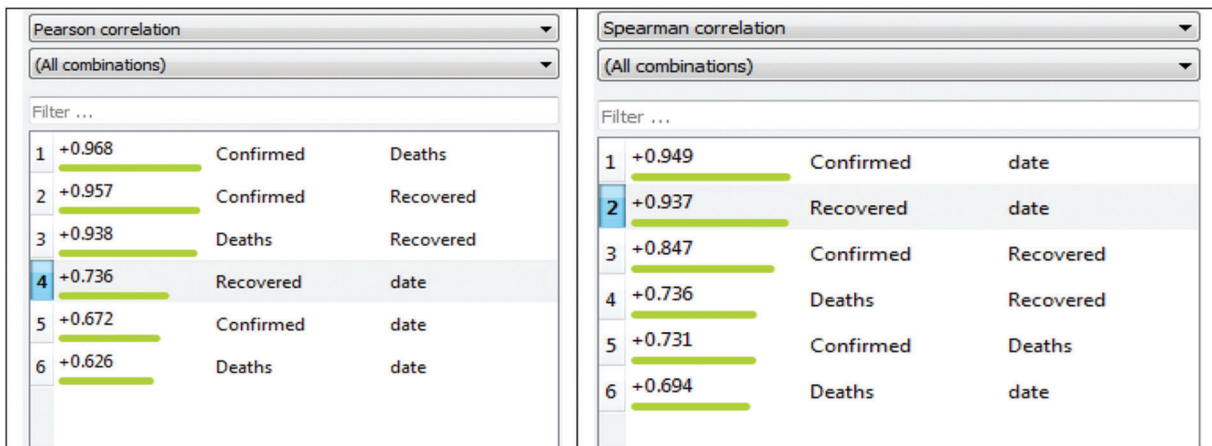 Pearson correlation
(All combinations)
Filter ...
1 +0.968 Confirmed Deaths
2 +0.957 Confirmed Recovered
3 +0.938 Deaths Recovered
4 +0.736 Recovered date
5 +0.672 Confirmed date
6 +0.626 Deaths date
Spearman correlation
(All combinations)
Filter ...
1 +0.949 Confirmed date
2 +0.937 Recovered date
3 +0.847 Confirmed Recovered
4 +0.736 Deaths Recovered
5 +0.731 Confirmed Deaths
6 +0.694 Deaths date